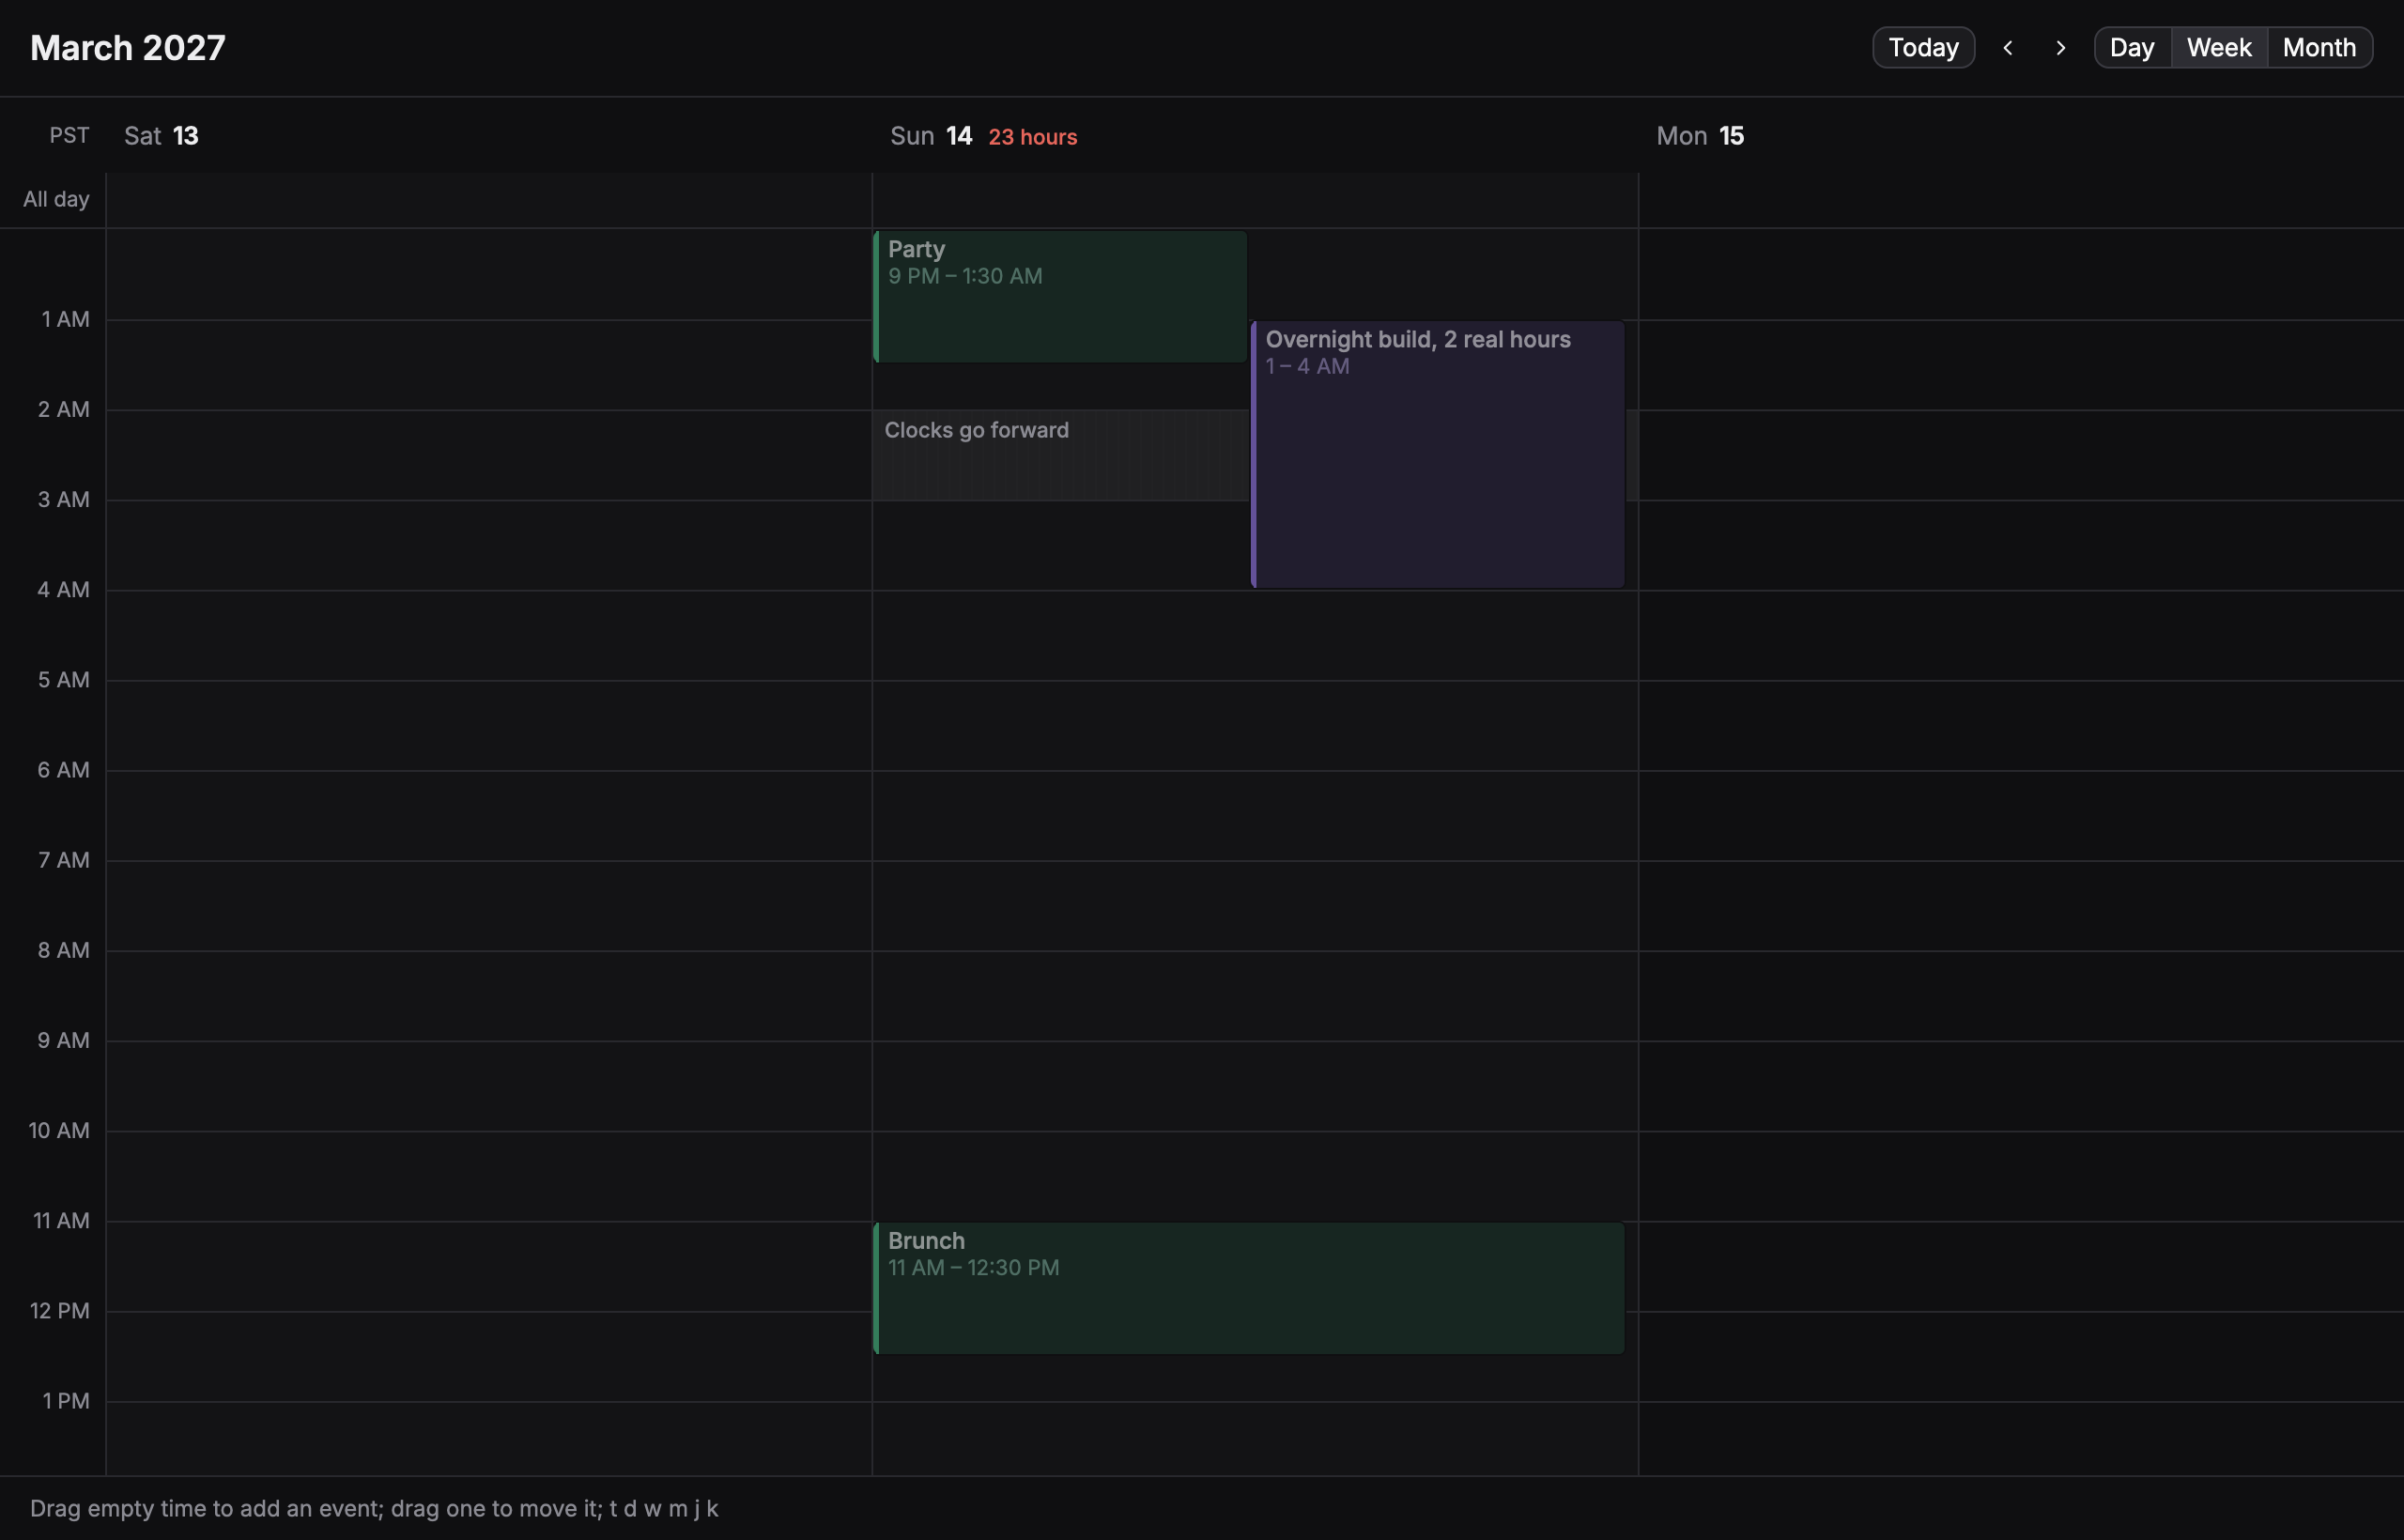 March 2027
Today
Day Week Month
PST
Sat 13
Sun 14 23 hours
Mon 15
All day
Party
9 PM – 1:30 AM
1 AM
Overnight build, 2 real hours
1 – 4 AM
2 AM
Clocks go forward
3 AM
4 AM
5 AM
6 AM
7 AM
8 AM
9 AM
10 AM
11 AM
Brunch
11 AM – 12:30 PM
12 PM
1 PM
Drag empty time to add an event; drag one to move it; t d w m j k